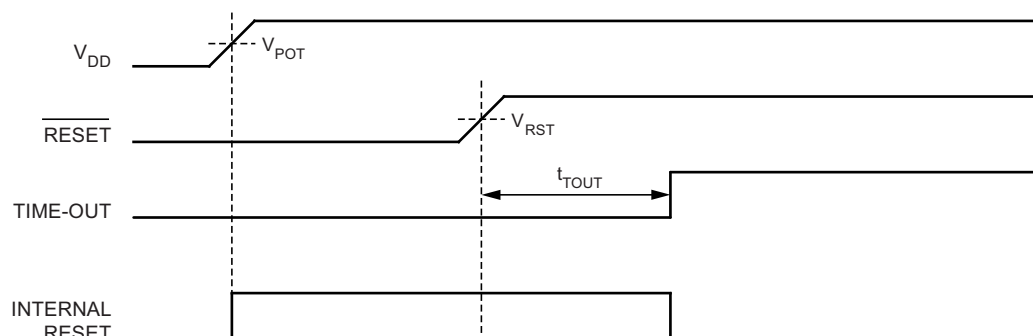 V_DD
V_POT
RESET
V_RST
t_TOUT
TIME-OUT
INTERNAL
RESET